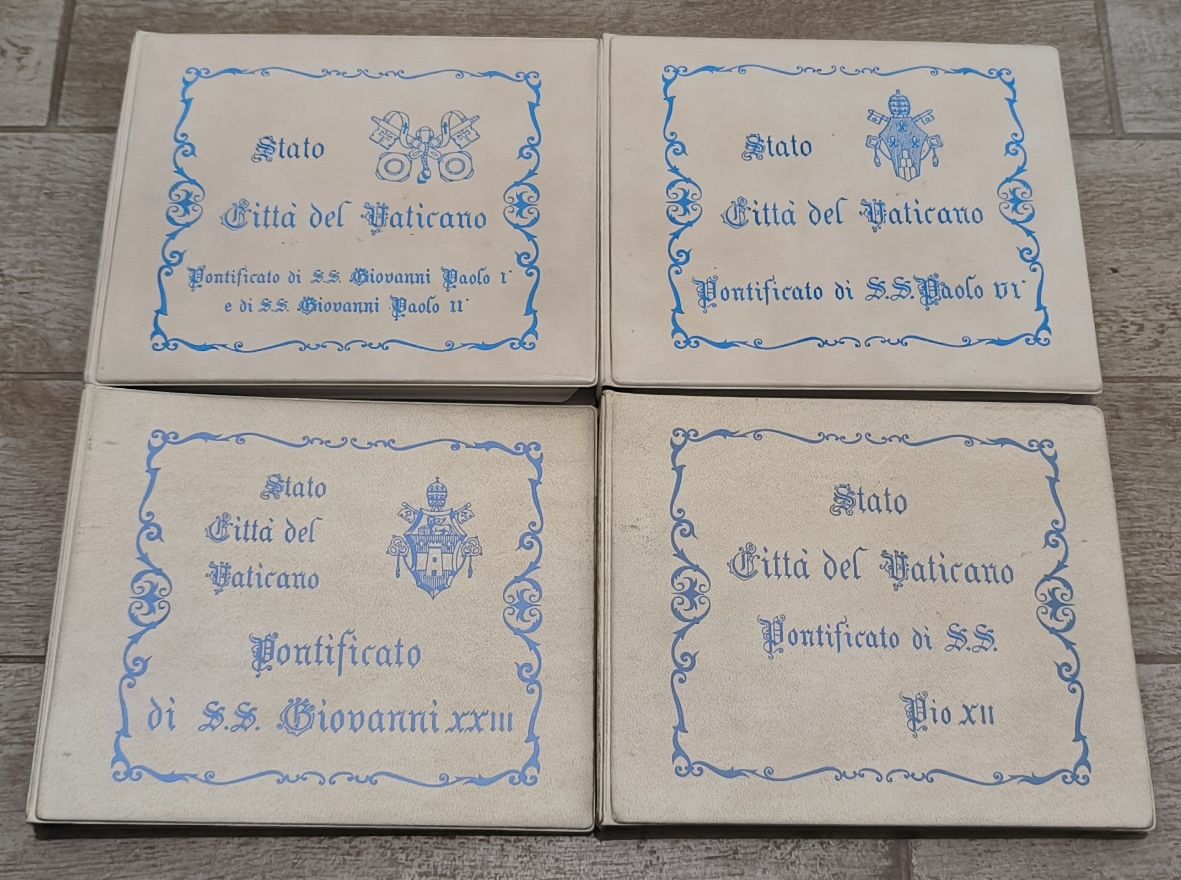 Stato
Città del Vaticano
Pontificato di S.S. Giovanni Paolo I°
e di S.S. Giovanni Paolo II°
Stato
Città del Vaticano
Pontificato di S.S. Paolo VI°
Stato
Città del
Vaticano
Pontificato
di S.S. Giovanni XXIII
Stato
Città del Vaticano
Pontificato di S.S.
Pio XII